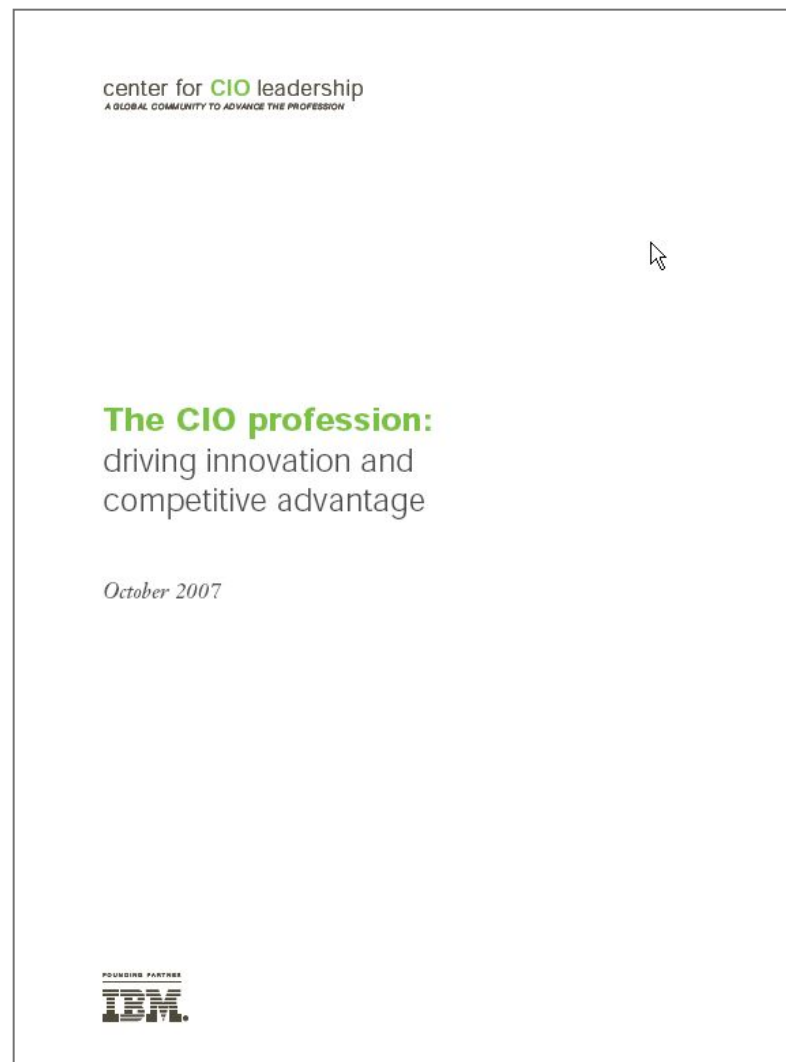 center for CIO leadership
A GLOBAL COMMUNITY TO ADVANCE THE PROFESSION
The CIO profession:
driving innovation and
competitive advantage
October 2007
FOUNDING PARTNER
IBM.